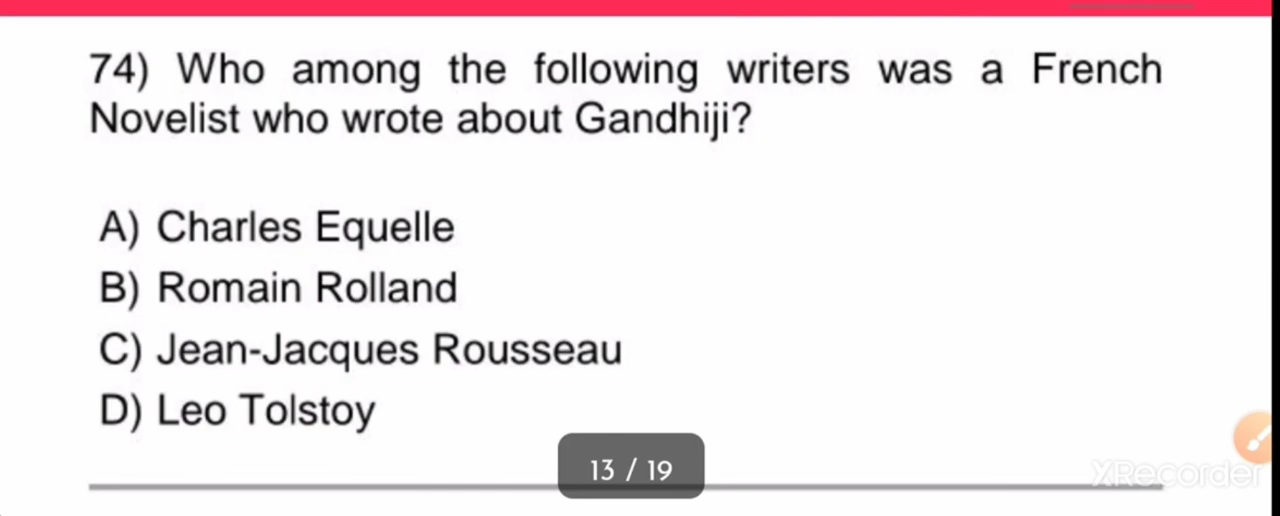 74) Who among the following writers was a French
Novelist who wrote about Gandhiji?
A) Charles Equelle
B) Romain Rolland
C) Jean-Jacques Rousseau
D) Leo Tolstoy
13 / 19
XRecorder